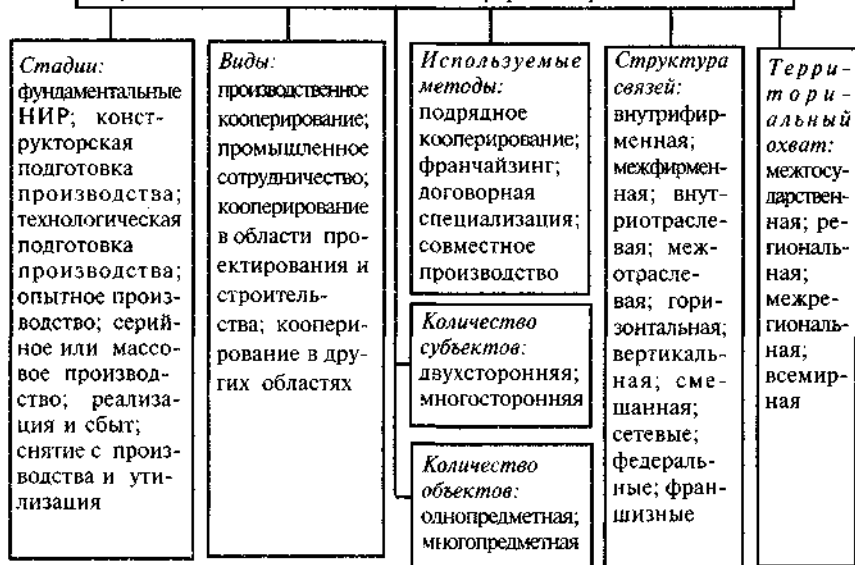 Стадии:
фундаментальные
НИР; конст-
рукторская
подготовка
производства;
технологическая
подготовка
производства;
опытное произ-
водство; серий-
ное или массо-
вое производ-
ство; реализа-
ция и сбыт;
снятие с произ-
водства и ути-
лизация
Виды:
производственное
кооперирование;
промышленное
сотрудничество;
кооперирование
в области про-
ектирования и
строитель-
ства; коопери-
рование в дру-
гих областях
Используемые
методы:
подрядное
кооперирование;
франчайзинг;
договорная
специализация;
совместное
производство
Количество
субъектов:
двухсторонняя;
многосторонняя
Количество
объектов:
однопредметная;
многопредметная
Структура
связей:
внутрифир-
менная;
межфирмен-
ная; внут-
риотрасле-
вая; меж-
отрасле-
вая; гори-
зонтальная;
вертикаль-
ная; сме-
шанная;
сетевые;
федераль-
ные; фран-
шизные
Терри-
тори-
альный
охват:
межгосу-
дарствен-
ная; ре-
гиональ-
ная;
межре-
гиональ-
ная;
всемир-
ная